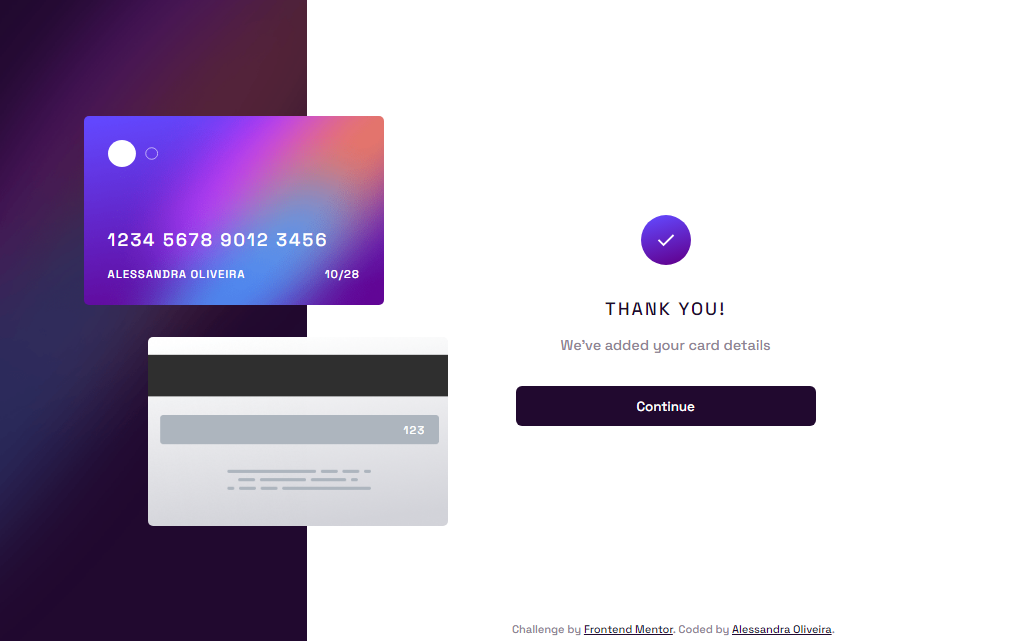 1234 5678 9012 3456
ALESSANDRA OLIVEIRA 10/28
123
THANK YOU!
We've added your card details
Continue
Challenge by Frontend Mentor. Coded by Alessandra Oliveira.